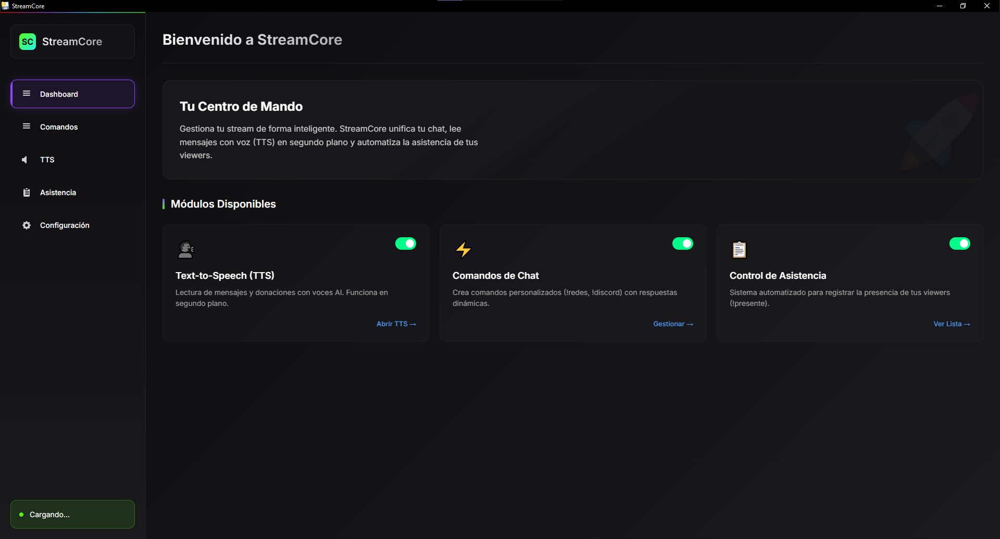 StreamCore
SC StreamCore
Dashboard
Comandos
TTS
Asistencia
Configuración
Cargando...
Bienvenido a StreamCore
Tu Centro de Mando
Gestiona tu stream de forma inteligente. StreamCore unifica tu chat, lee
mensajes con voz (TTS) en segundo plano y automatiza la asistencia de tus
viewers.
Módulos Disponibles
Text-to-Speech (TTS)
Lectura de mensajes y donaciones con voces AI. Funciona en
segundo plano.
Abrir TTS →
Comandos de Chat
Crea comandos personalizados (!redes, !discord) con respuestas
dinámicas.
Gestionar →
Control de Asistencia
Sistema automatizado para registrar la presencia de tus viewers
(!presente).
Ver Lista →